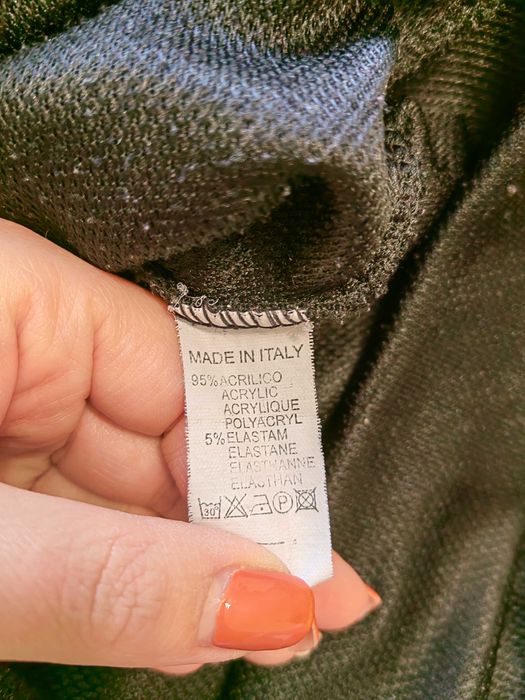 MADE IN ITALY
95% ACRILICO
ACRYLIC
ACRYLIQUE
POLYACRYL
5% ELASTAM
ELASTANE
ELASTHANNE
ELASTHAN
30° P